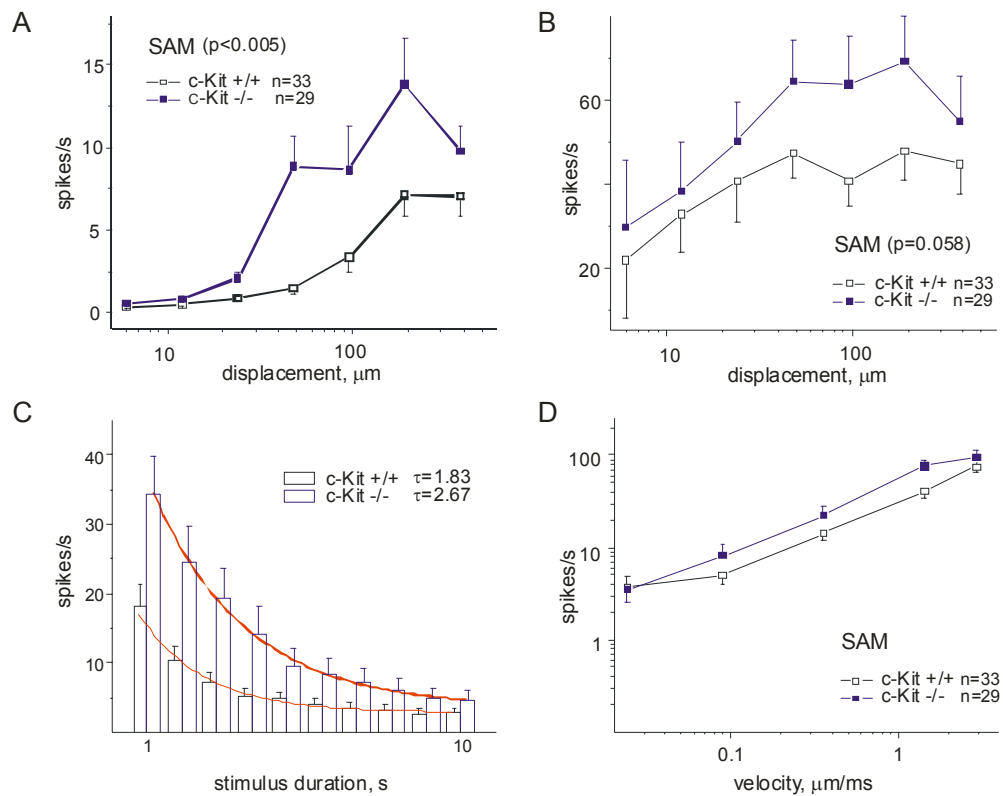 A
SAM (p<0.005)
c-Kit +/+ n=33
c-Kit -/- n=29
15
10
5
0
spikes/s
10
100
displacement, μm
B
60
20
spikes/s
SAM (p=0.058)
c-Kit +/+ n=33
c-Kit -/- n=29
10
100
displacement, μm
C
40
30
20
10
spikes/s
c-Kit +/+ τ=1.83
c-Kit -/- τ=2.67
1
10
stimulus duration, s
D
100
10
1
spikes/s
SAM
c-Kit +/+ n=33
c-Kit -/- n=29
0.1
1
velocity, μm/ms